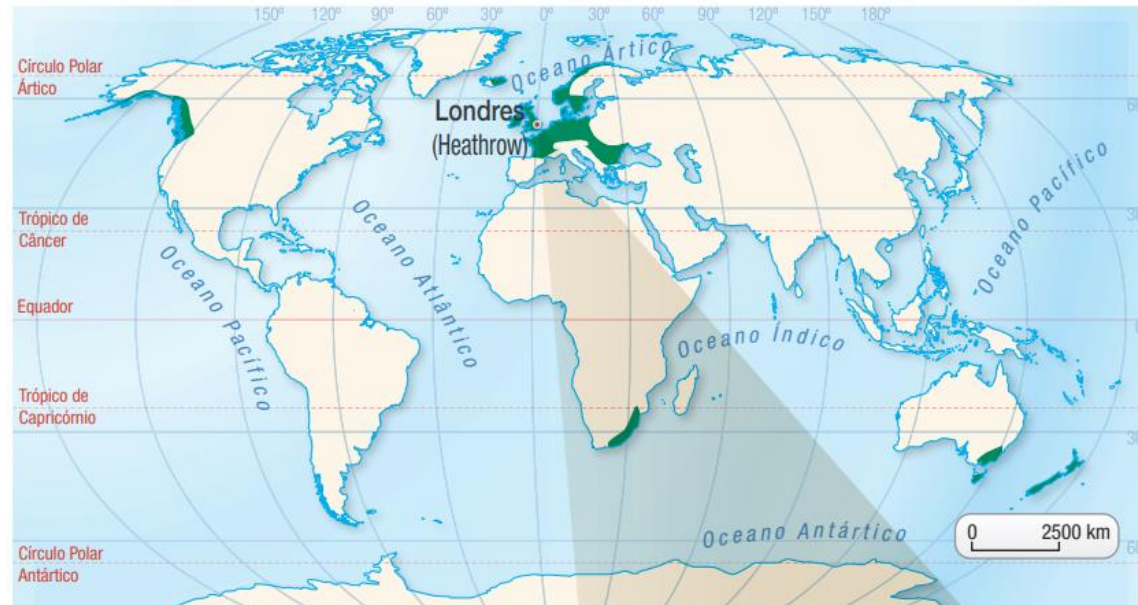 150° 120° 90° 60° 30° 0° 30° 60° 90° 120° 150° 180°
Círculo Polar
Ártico
Oceano Ártico
Londres
(Heathrow)
Trópico de
Câncer
Oceano Pacífico
Oceano Atlântico
Oceano Pacífico
Equador
Oceano Índico
Trópico de
Capricórnio
Oceano Antártico
0 2500 km
Círculo Polar
Antártico